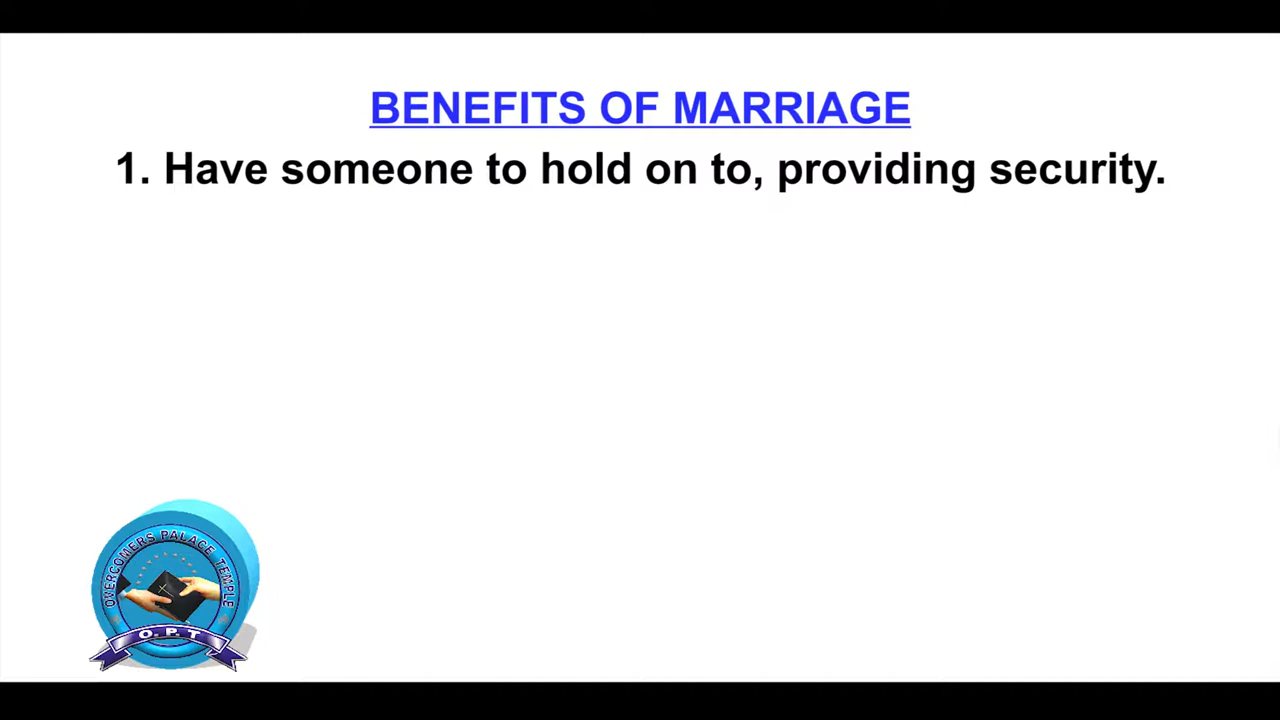 BENEFITS OF MARRIAGE
1. Have someone to hold on to, providing security.
OVERCOMERS PALACE TEMPLE
O.P.T